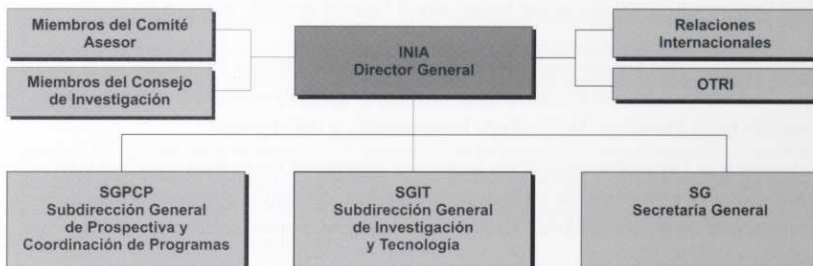 Miembros del Comité
Asesor
Miembros del Consejo
de Investigación
INIA
Director General
Relaciones
Internacionales
OTRI
SGPCP
Subdirección General
de Prospectiva y
Coordinación de Programas
SGIT
Subdirección General
de Investigación
y Tecnología
SG
Secretaría General